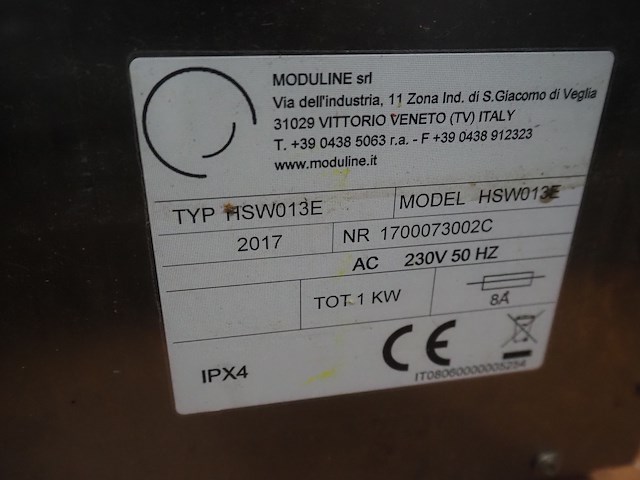 MODULINE srl
Via dell'industria, 11 Zona Ind. di S.Giacomo di Veglia
31029 VITTORIO VENETO (TV) ITALY
T. +39 0438 5063 r.a. - F +39 0438 912323
www.moduline.it
TYP HSW013E MODEL HSW013E
2017 NR 1700073002C
AC 230V 50 HZ
TOT 1 KW 8A
IPX4 CE
IT08060000005254